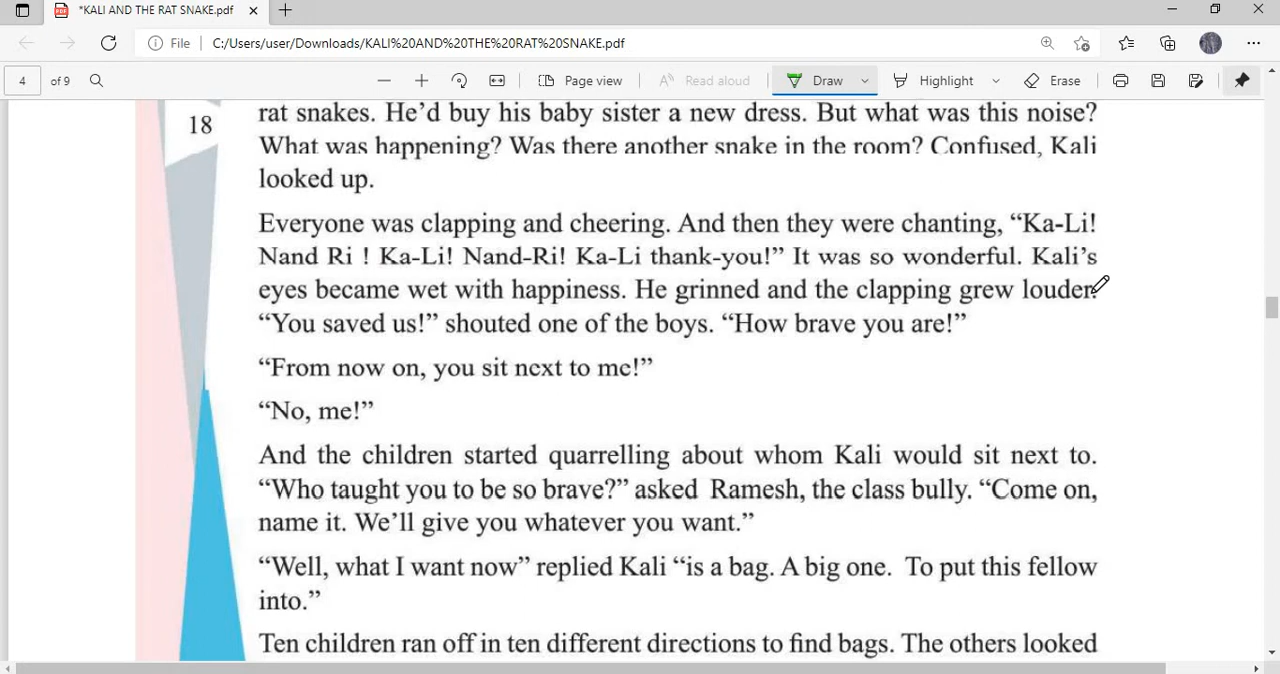 *KALI AND THE RAT SNAKE.pdf
File C:/Users/user/Downloads/KALI%20AND%20THE%20RAT%20SNAKE.pdf
4 of 9 Page view Read aloud Draw Highlight Erase
18
rat snakes. He’d buy his baby sister a new dress. But what was this noise?
What was happening? Was there another snake in the room? Confused, Kali
looked up.
Everyone was clapping and cheering. And then they were chanting, “Ka-Li!
Nand Ri ! Ka-Li! Nand-Ri! Ka-Li thank-you!” It was so wonderful. Kali’s
eyes became wet with happiness. He grinned and the clapping grew louder.
“You saved us!” shouted one of the boys. “How brave you are!”
“From now on, you sit next to me!”
“No, me!”
And the children started quarrelling about whom Kali would sit next to.
“Who taught you to be so brave?” asked Ramesh, the class bully. “Come on,
name it. We’ll give you whatever you want.”
“Well, what I want now” replied Kali “is a bag. A big one. To put this fellow
into.”
Ten children ran off in ten different directions to find bags. The others looked